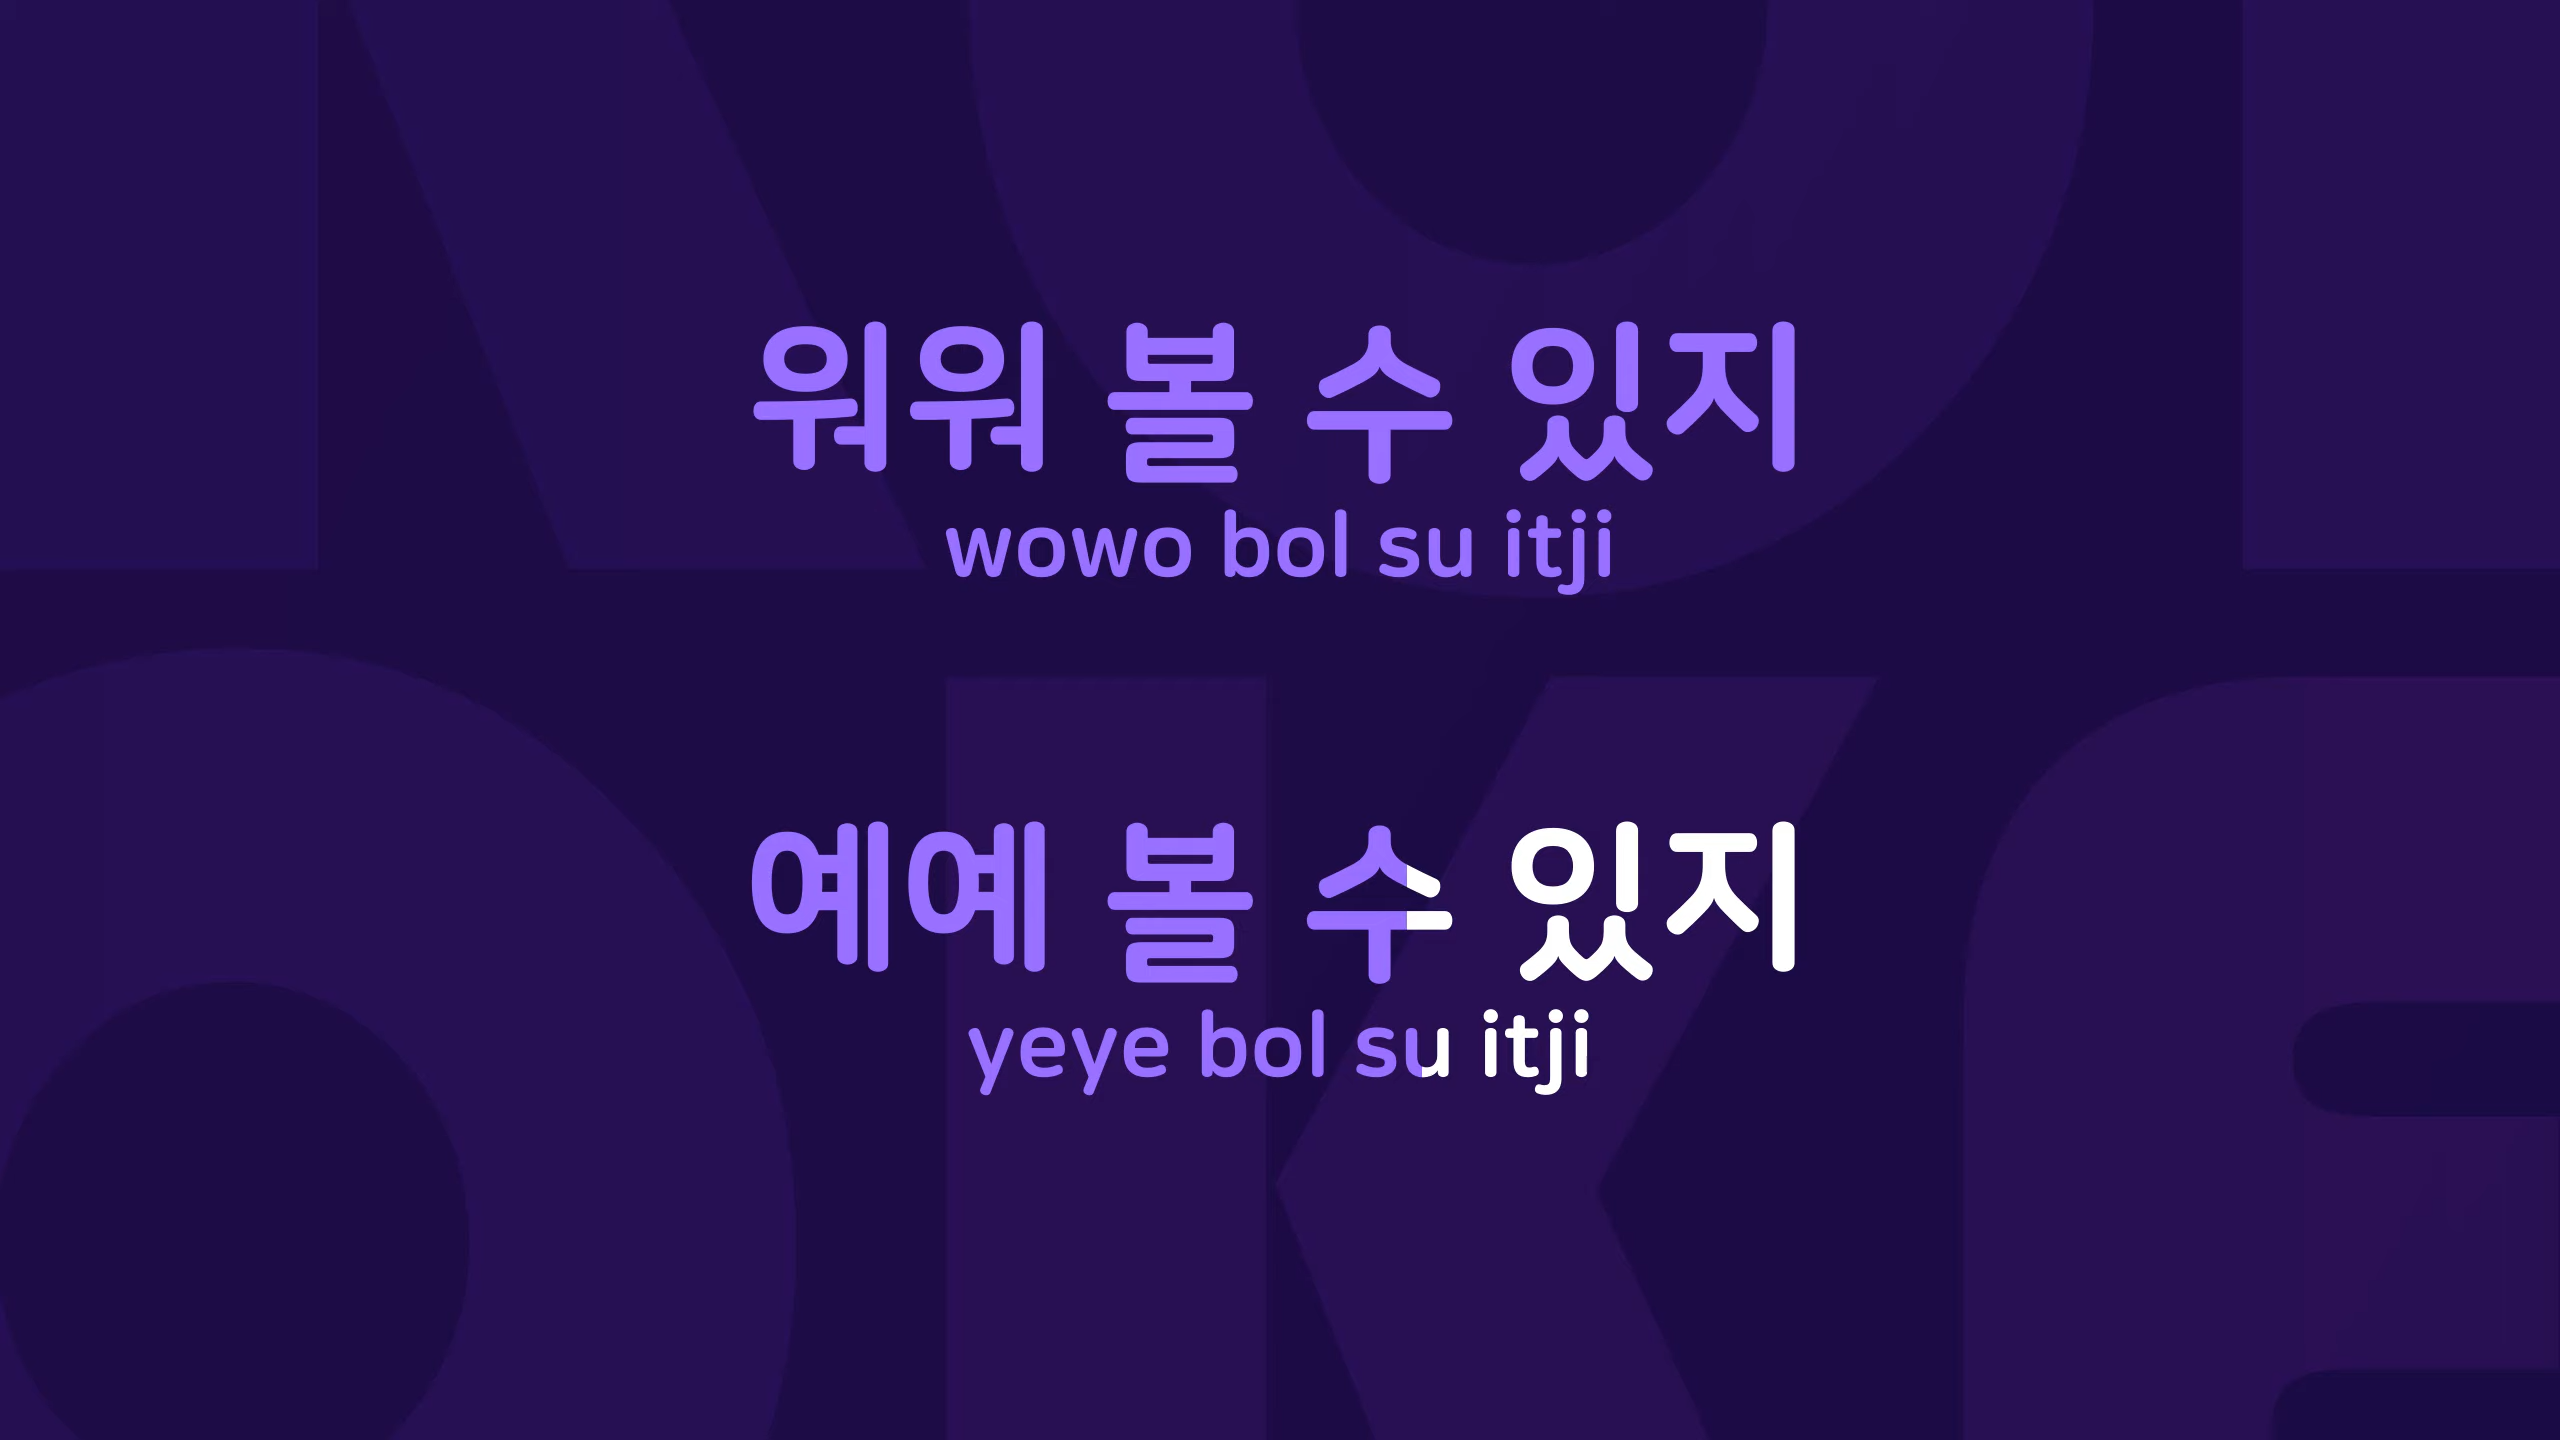 워워 볼 수 있지
wowo bol su itji
예예 볼 수 있지
yeye bol su itji